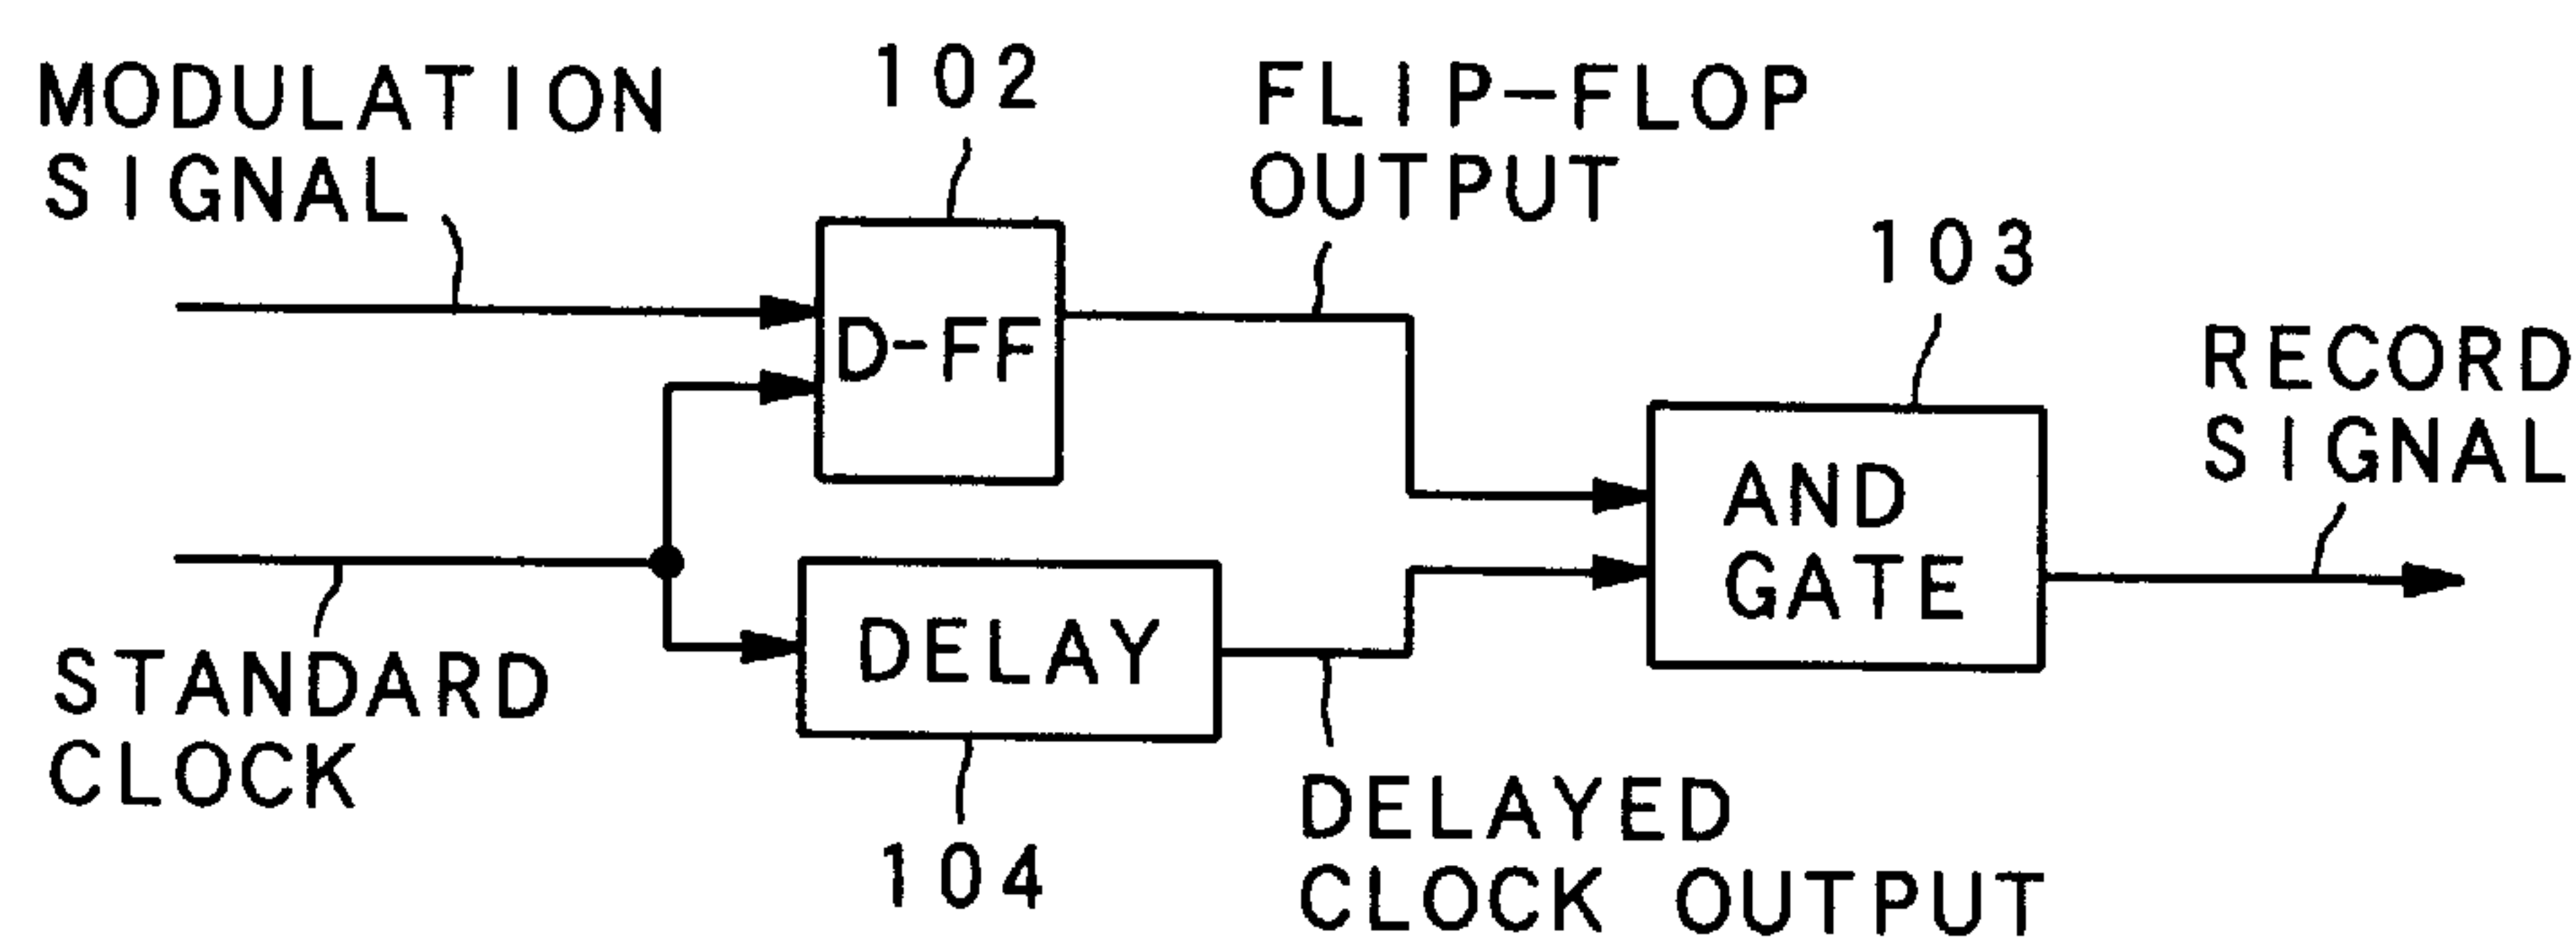 MODULATION
SIGNAL
102
FLIP-FLOP
OUTPUT
103
D-FF
RECORD
SIGNAL
AND
GATE
STANDARD
CLOCK
DELAY
104
DELAYED
CLOCK OUTPUT